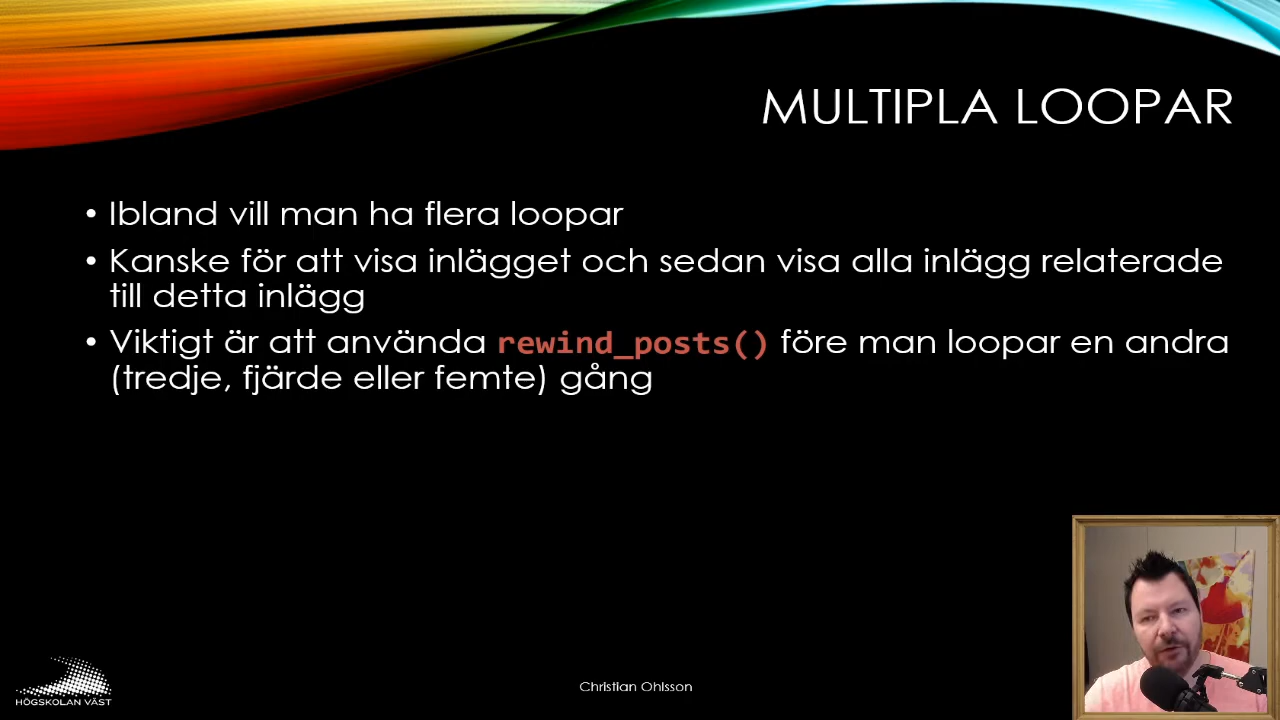 MULTIPLA LOOPAR
• Ibland vill man ha flera loopar
• Kanske för att visa inlägget och sedan visa alla inlägg relaterade
till detta inlägg
• Viktigt är att använda rewind_posts() före man loopar en andra
(tredje, fjärde eller femte) gång
HÖGSKOLAN VÄST
Christian Ohlsson